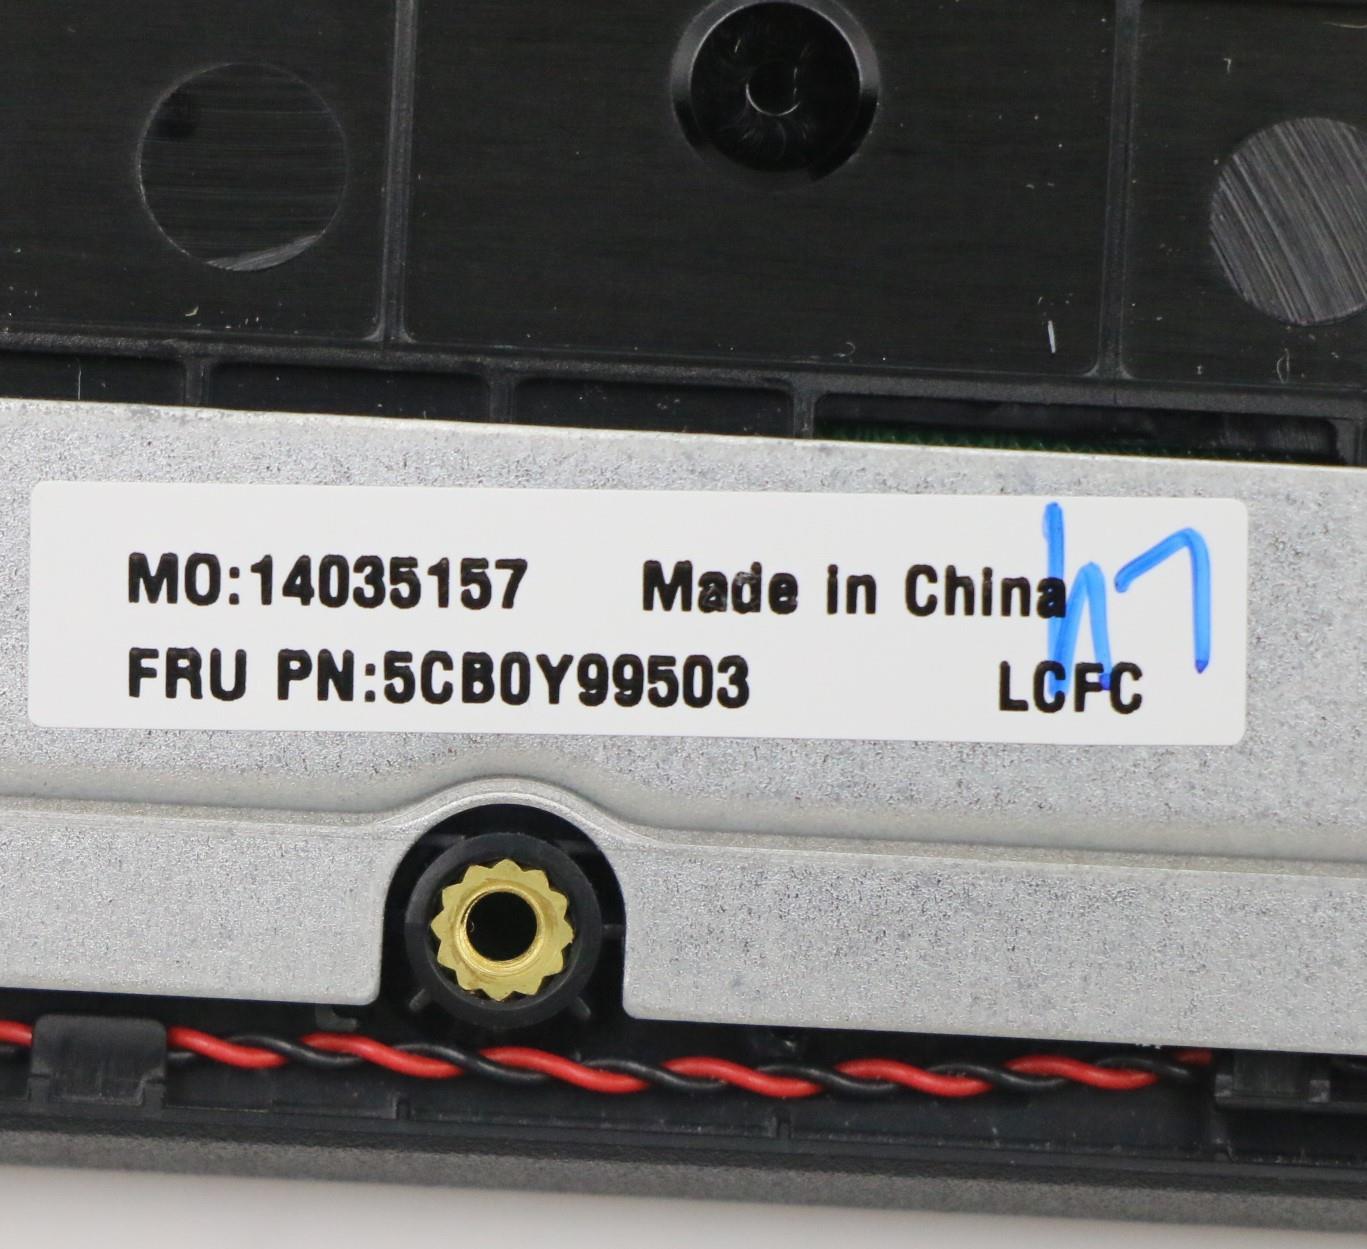 MO:14035157 Made in China
FRU PN:5CB0Y99503 LCFC